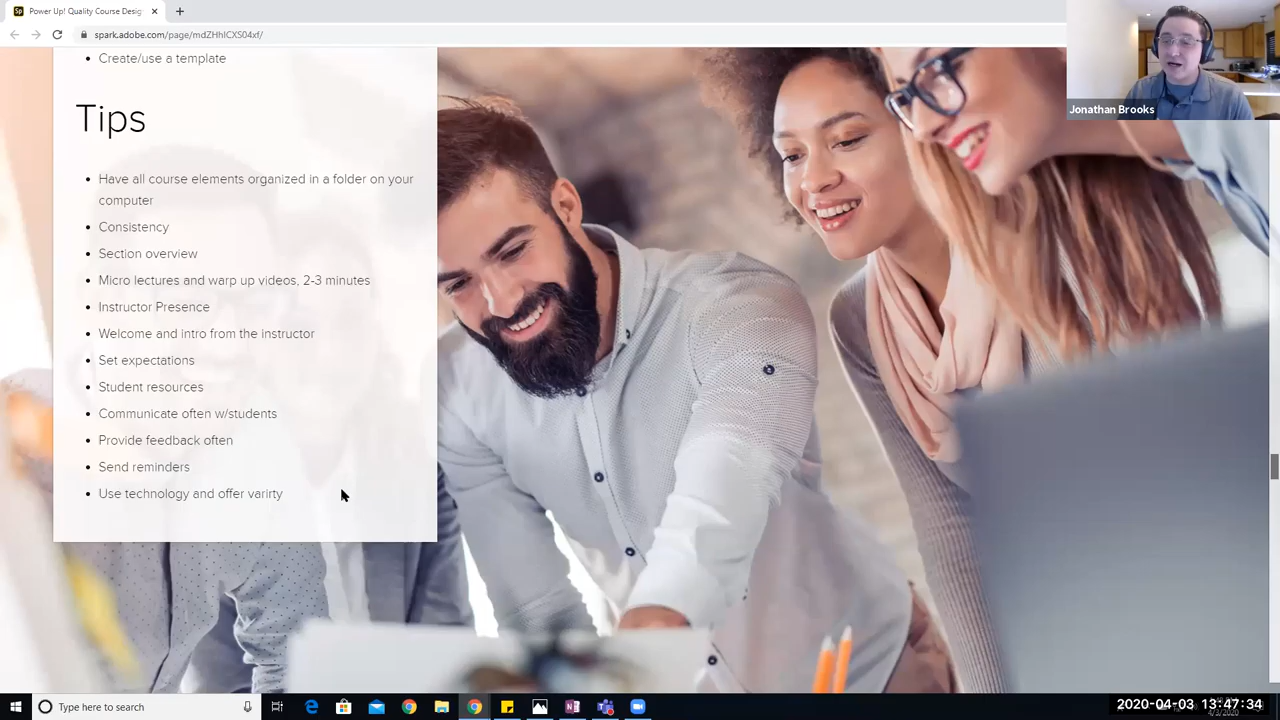 Power Up! Quality Course Desig
spark.adobe.com/page/mdZHhICXS04xf/
Create/use a template
Tips
Have all course elements organized in a folder on your
computer
Consistency
Section overview
Micro lectures and warp up videos, 2-3 minutes
Instructor Presence
Welcome and intro from the instructor
Set expectations
Student resources
Communicate often w/students
Provide feedback often
Send reminders
Use technology and offer varirty
Jonathan Brooks
Type here to search
2020-04-03 13:47:34